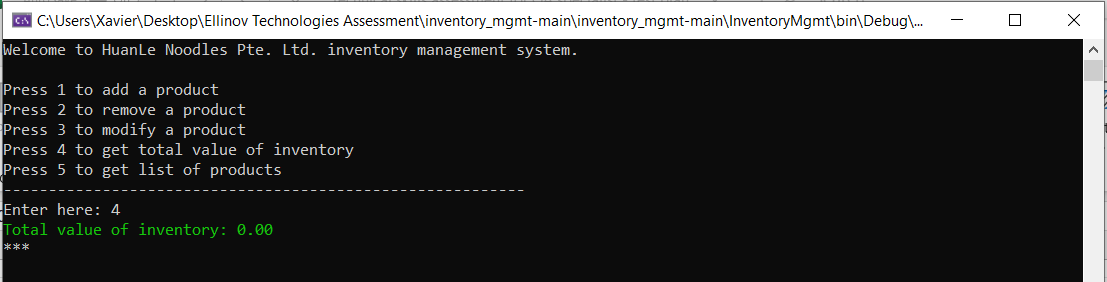 C:\Users\Xavier\Desktop\Ellinov Technologies Assessment\inventory_mgmt-main\inventory_mgmt-main\InventoryMgmt\bin\Debug\...
Welcome to HuanLe Noodles Pte. Ltd. inventory management system.
Press 1 to add a product
Press 2 to remove a product
Press 3 to modify a product
Press 4 to get total value of inventory
Press 5 to get list of products
----------------------------------------------------------
Enter here: 4
Total value of inventory: 0.00
***